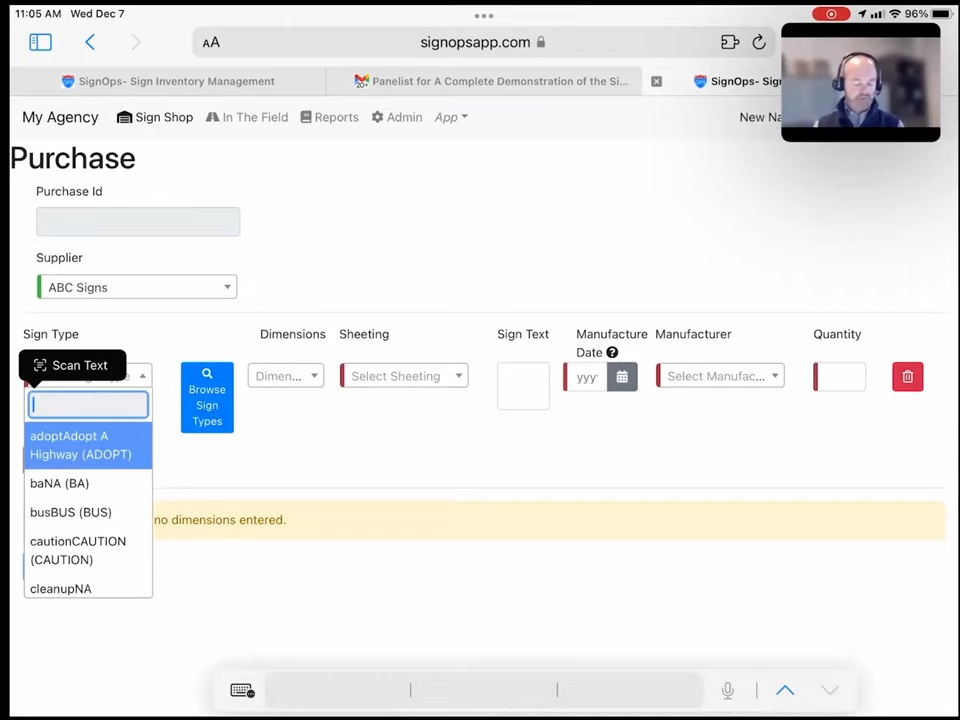 11:05 AM Wed Dec 7
96%
AA
signopsapp.com
SignOps- Sign Inventory Management
20+
Panelist for A Complete Demonstration of the Si...
SignOps- Sig
My Agency
Sign Shop
In The Field
Reports
Admin
App
New Na
Purchase
Purchase Id
Supplier
ABC Signs
Sign Type
Dimensions
Sheeting
Sign Text
Manufacture
Date
Manufacturer
Quantity
Scan Text
Browse
Sign
Types
Dimen...
Select Sheeting
yyy
Select Manufac...
adoptAdopt A
Highway (ADOPT)
baNA (BA)
busBUS (BUS)
cautionCAUTION
(CAUTION)
cleanupNA
no dimensions entered.